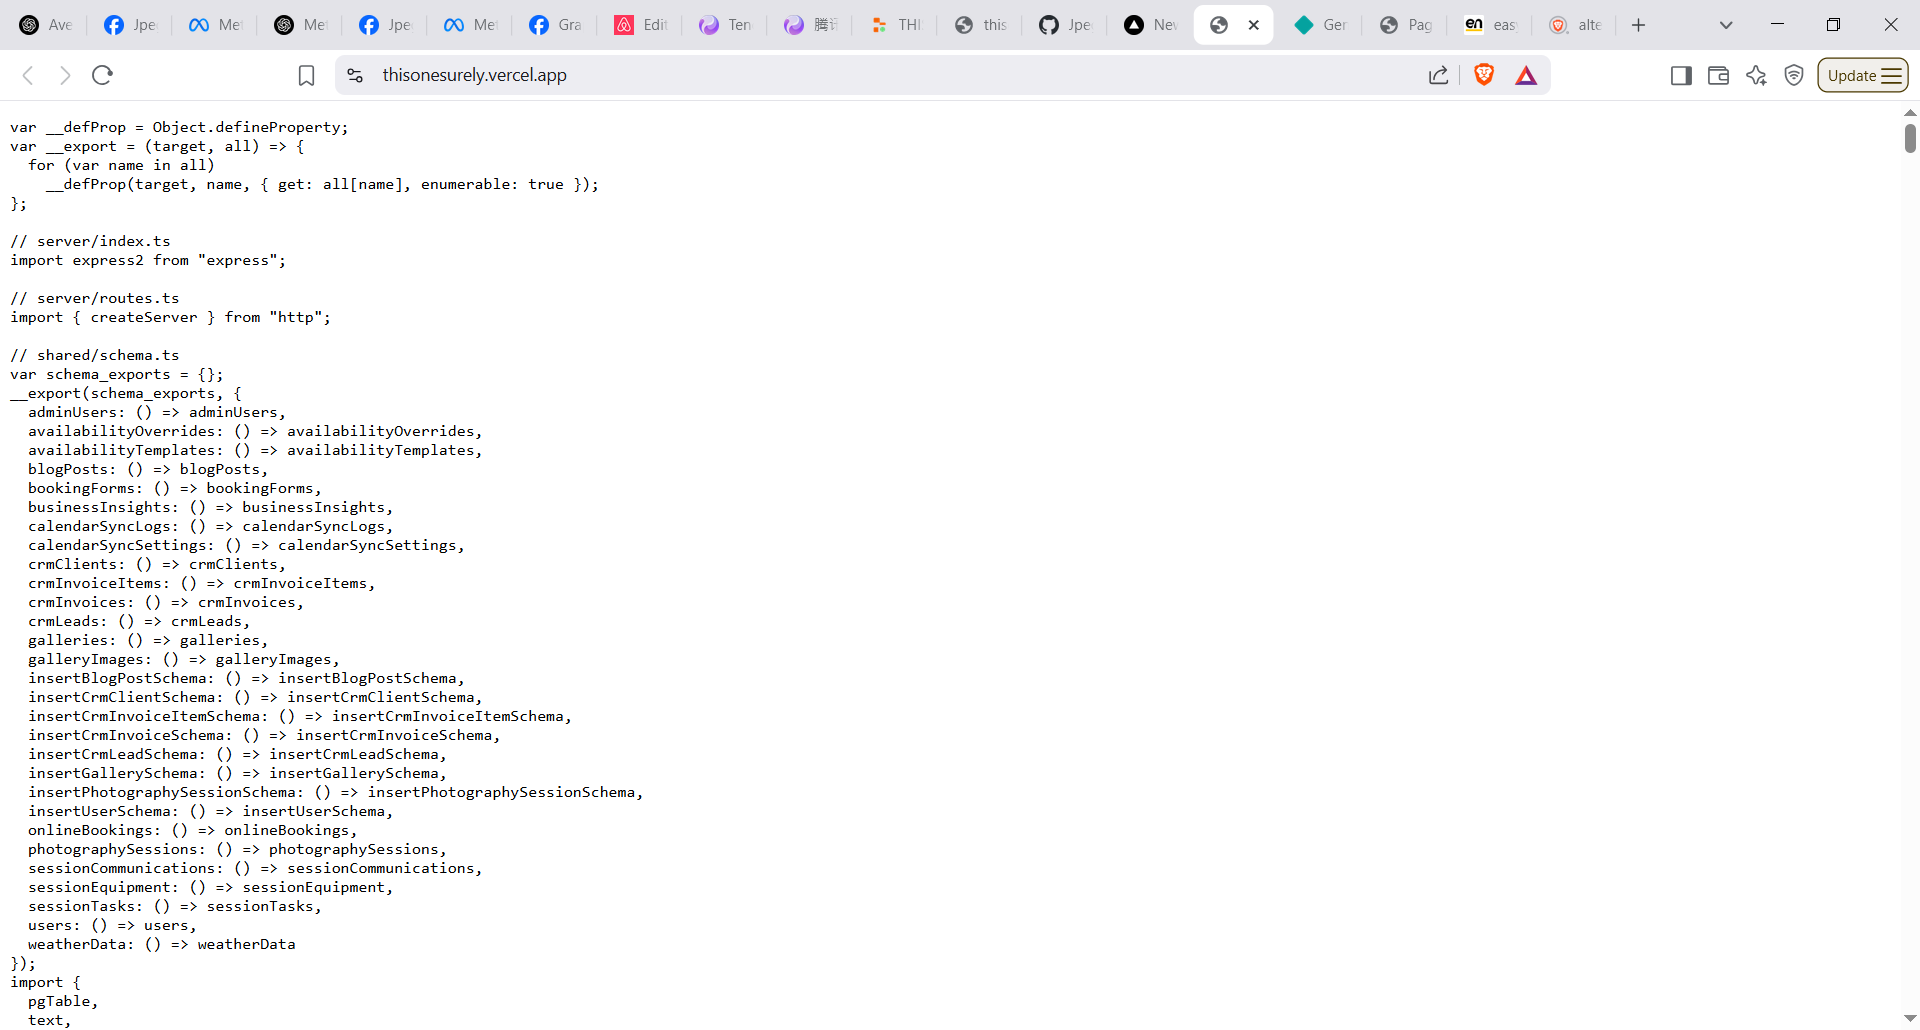 Ave
Jpe
Met
Met
Jpe
Met
Gra
Edit
Ten
腾讯
THI
this
Jpe
Nev
Ger
Pag
en
eas
alte
thisonesurely.vercel.app
Update
var __defProp = Object.defineProperty;
var __export = (target, all) => {
  for (var name in all)
    __defProp(target, name, { get: all[name], enumerable: true });
};
// server/index.ts
import express2 from "express";
// server/routes.ts
import { createServer } from "http";
// shared/schema.ts
var schema_exports = {};
__export(schema_exports, {
  adminUsers: () => adminUsers,
  availabilityOverrides: () => availabilityOverrides,
  availabilityTemplates: () => availabilityTemplates,
  blogPosts: () => blogPosts,
  bookingForms: () => bookingForms,
  businessInsights: () => businessInsights,
  calendarSyncLogs: () => calendarSyncLogs,
  calendarSyncSettings: () => calendarSyncSettings,
  crmClients: () => crmClients,
  crmInvoiceItems: () => crmInvoiceItems,
  crmInvoices: () => crmInvoices,
  crmLeads: () => crmLeads,
  galleries: () => galleries,
  galleryImages: () => galleryImages,
  insertBlogPostSchema: () => insertBlogPostSchema,
  insertCrmClientSchema: () => insertCrmClientSchema,
  insertCrmInvoiceItemSchema: () => insertCrmInvoiceItemSchema,
  insertCrmInvoiceSchema: () => insertCrmInvoiceSchema,
  insertCrmLeadSchema: () => insertCrmLeadSchema,
  insertGallerySchema: () => insertGallerySchema,
  insertPhotographySessionSchema: () => insertPhotographySessionSchema,
  insertUserSchema: () => insertUserSchema,
  onlineBookings: () => onlineBookings,
  photographySessions: () => photographySessions,
  sessionCommunications: () => sessionCommunications,
  sessionEquipment: () => sessionEquipment,
  sessionTasks: () => sessionTasks,
  users: () => users,
  weatherData: () => weatherData
});
import {
  pgTable,
  text,